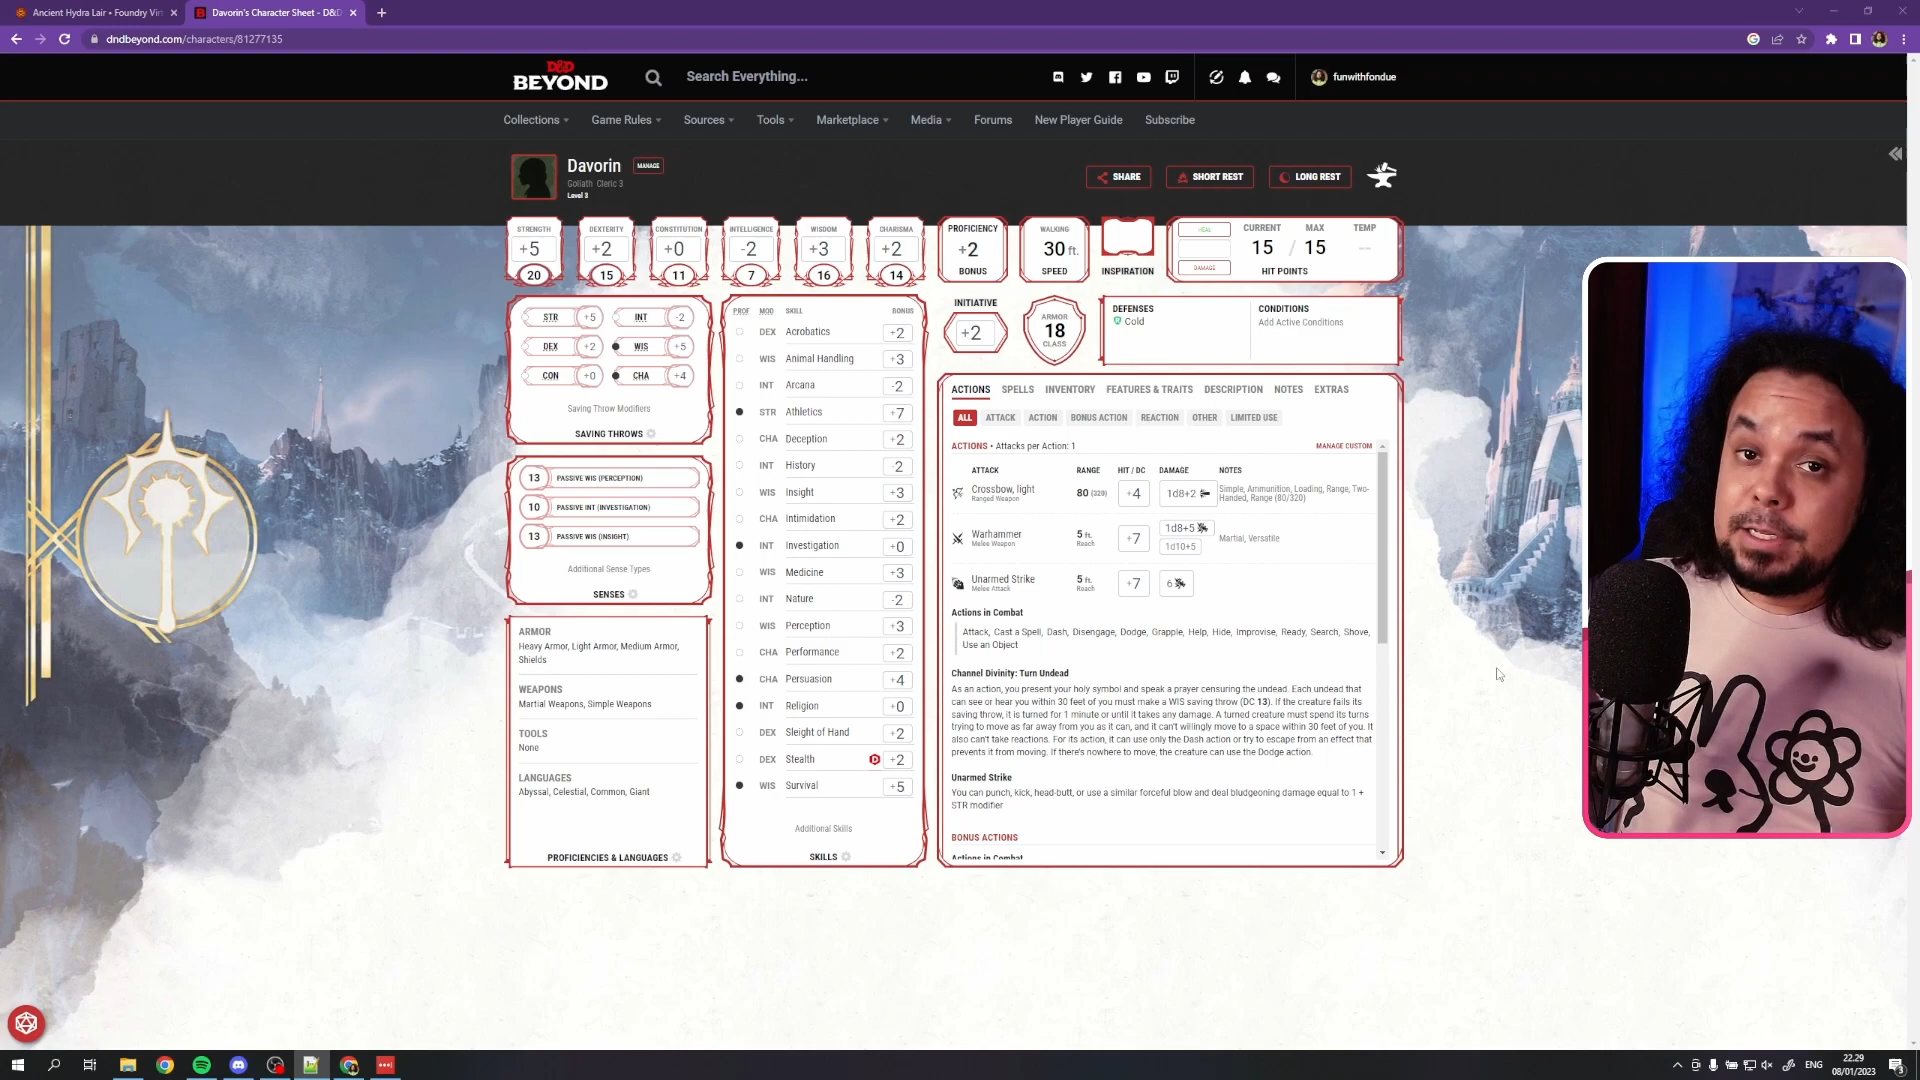 Ancient Hydra Lair • Foundry Virt
Davorin's Character Sheet - D&D
dndbeyond.com/characters/81277135
D&D
BEYOND
Search Everything...
funwithfondue
Collections
Game Rules
Sources
Tools
Marketplace
Media
Forums
New Player Guide
Subscribe
Davorin
MANAGE
Goliath Cleric 3
Level 3
SHARE
SHORT REST
LONG REST
STRENGTH
+5
20
DEXTERITY
+2
15
CONSTITUTION
+0
11
INTELLIGENCE
-2
7
WISDOM
+3
16
CHARISMA
+2
14
PROFICIENCY
+2
BONUS
WALKING
30 ft.
SPEED
INSPIRATION
HEAL
DAMAGE
CURRENT
MAX
TEMP
15 / 15 --
HIT POINTS
STR +5
INT -2
DEX +2
WIS +5
CON +0
CHA +4
Saving Throw Modifiers
SAVING THROWS
13 PASSIVE WIS (PERCEPTION)
10 PASSIVE INT (INVESTIGATION)
13 PASSIVE WIS (INSIGHT)
Additional Sense Types
SENSES
ARMOR
Heavy Armor, Light Armor, Medium Armor,
Shields
WEAPONS
Martial Weapons, Simple Weapons
TOOLS
None
LANGUAGES
Abyssal, Celestial, Common, Giant
PROFICIENCIES & LANGUAGES
PROF MOD SKILL BONUS
DEX Acrobatics +2
WIS Animal Handling +3
INT Arcana -2
STR Athletics +7
CHA Deception +2
INT History -2
WIS Insight +3
CHA Intimidation +2
INT Investigation +0
WIS Medicine +3
INT Nature -2
WIS Perception +3
CHA Performance +2
CHA Persuasion +4
INT Religion +0
DEX Sleight of Hand +2
DEX Stealth +2
WIS Survival +5
Additional Skills
SKILLS
INITIATIVE
+2
ARMOR
18
CLASS
DEFENSES
Cold
CONDITIONS
Add Active Conditions
ACTIONS SPELLS INVENTORY FEATURES & TRAITS DESCRIPTION NOTES EXTRAS
ALL ATTACK ACTION BONUS ACTION REACTION OTHER LIMITED USE
ACTIONS • Attacks per Action: 1
MANAGE CUSTOM
ATTACK RANGE HIT / DC DAMAGE NOTES
Crossbow, light
Ranged Weapon
80 (320)
+4
1d8+2
Simple, Ammunition, Loading, Range, Two-
Handed, Range (80/320)
Warhammer
Melee Weapon
5 ft.
Reach
+7
1d8+5
1d10+5
Martial, Versatile
Unarmed Strike
Melee Attack
5 ft.
Reach
+7
6
Actions in Combat
Attack, Cast a Spell, Dash, Disengage, Dodge, Grapple, Help, Hide, Improvise, Ready, Search, Shove,
Use an Object
Channel Divinity: Turn Undead
As an action, you present your holy symbol and speak a prayer censuring the undead. Each undead that
can see or hear you within 30 feet of you must make a WIS saving throw (DC 13). If the creature fails its
saving throw, it is turned for 1 minute or until it takes any damage. A turned creature must spend its turns
trying to move as far away from you as it can, and it can't willingly move to a space within 30 feet of you. It
also can't take reactions. For its action, it can use only the Dash action or try to escape from an effect that
prevents it from moving. If there's nowhere to move, the creature can use the Dodge action.
Unarmed Strike
You can punch, kick, head-butt, or use a similar forceful blow and deal bludgeoning damage equal to 1 +
STR modifier
BONUS ACTIONS
Actions in Combat
ENG
22.29
08/01/2023